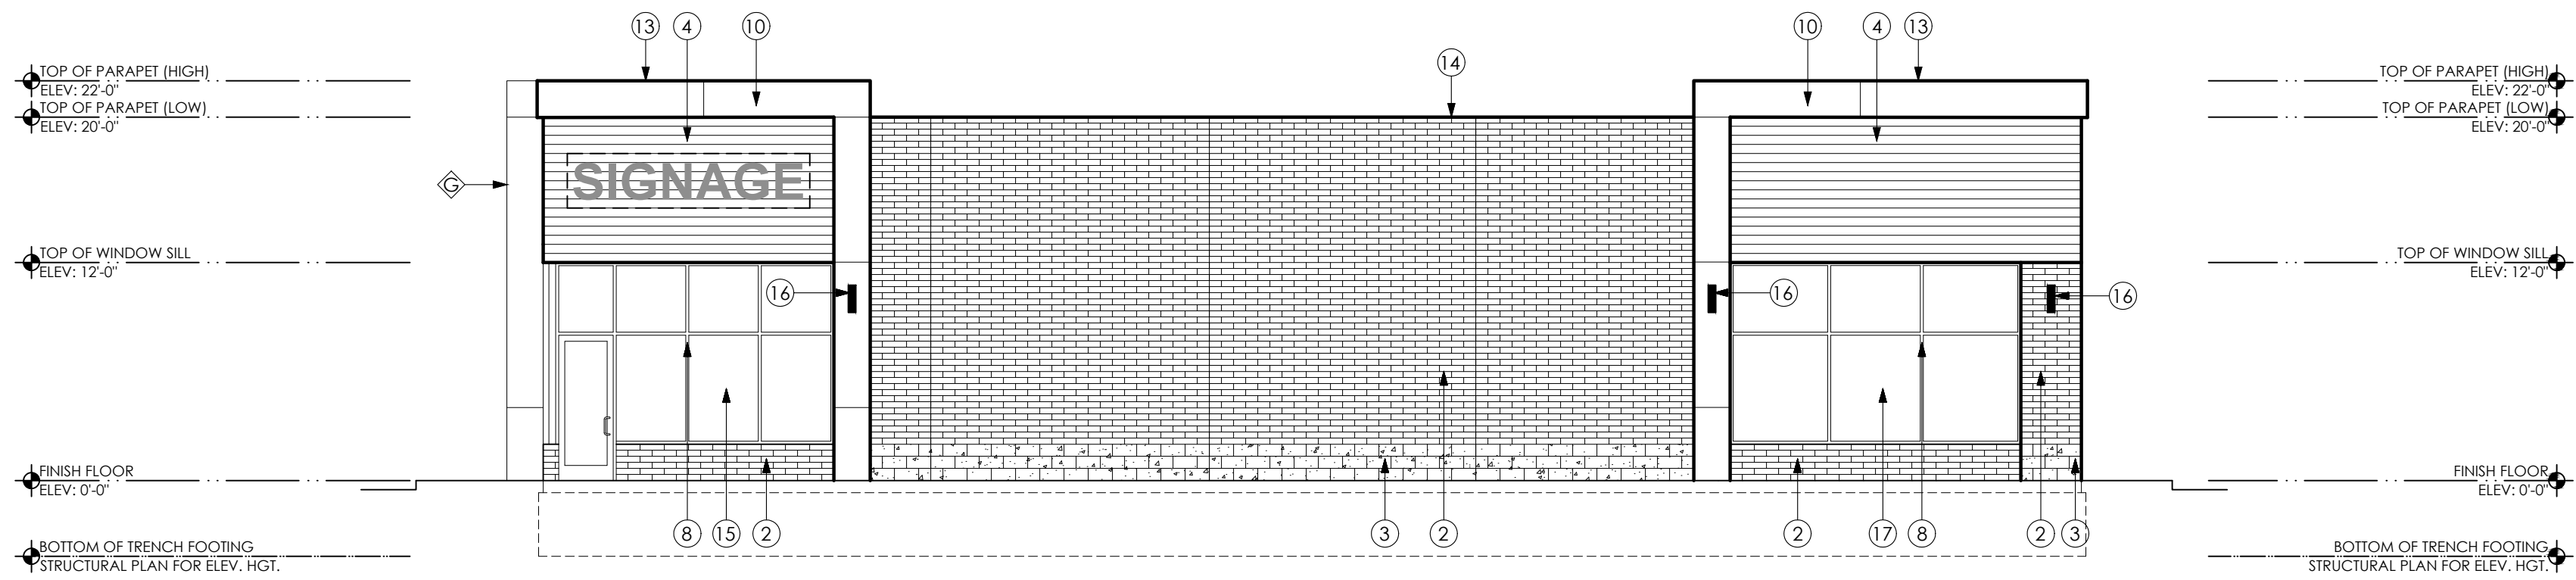 13 4 10 10 4 13
14
TOP OF PARAPET (HIGH)
ELEV: 22'-0"
TOP OF PARAPET (LOW)
ELEV: 20'-0"
TOP OF PARAPET (HIGH)
ELEV: 22'-0"
TOP OF PARAPET (LOW)
ELEV: 20'-0"
G
SIGNAGE
TOP OF WINDOW SILL
ELEV: 12'-0"
TOP OF WINDOW SILL
ELEV: 12'-0"
16 16 16
FINISH FLOOR
ELEV: 0'-0"
FINISH FLOOR
ELEV: 0'-0"
8 15 2 3 2 2 17 8 2 3
BOTTOM OF TRENCH FOOTING
STRUCTURAL PLAN FOR ELEV. HGT.
BOTTOM OF TRENCH FOOTING
STRUCTURAL PLAN FOR ELEV. HGT.